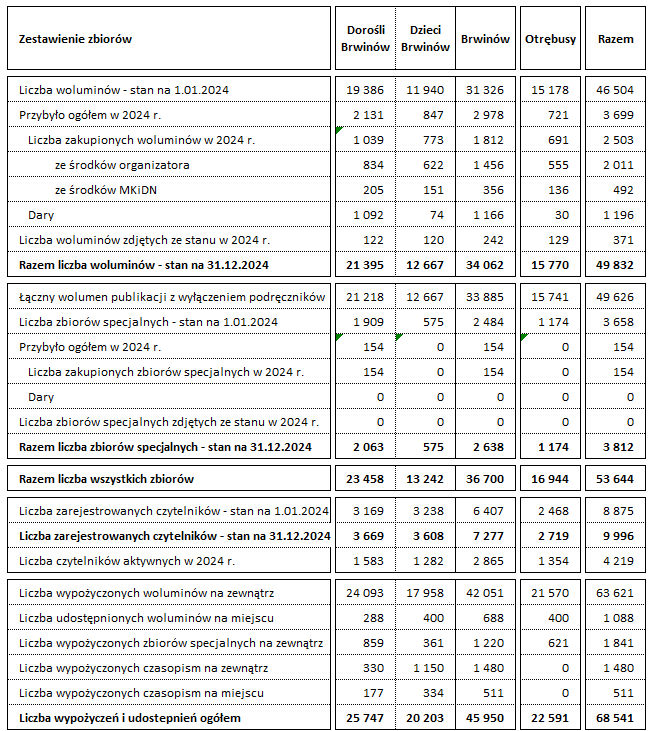 Zestawienie zbiorów Dorośli Brwinów Dzieci Brwinów Brwinów Otrębusy Razem
Liczba woluminów - stan na 1.01.2024 19 386 11 940 31 326 15 178 46 504
Przybyło ogółem w 2024 r. 2 131 847 2 978 721 3 699
Liczba zakupionych woluminów w 2024 r. 1 039 773 1 812 691 2 503
ze środków organizatora 834 622 1 456 555 2 011
ze środków MKiDN 205 151 356 136 492
Dary 1 092 74 1 166 30 1 196
Liczba woluminów zdjętych ze stanu w 2024 r. 122 120 242 129 371
Razem liczba woluminów - stan na 31.12.2024 21 395 12 667 34 062 15 770 49 832
Łączny wolumen publikacji z wyłączeniem podręczników 21 218 12 667 33 885 15 741 49 626
Liczba zbiorów specjalnych - stan na 1.01.2024 1 909 575 2 484 1 174 3 658
Przybyło ogółem w 2024 r. 154 0 154 0 154
Liczba zakupionych zbiorów specjalnych w 2024 r. 154 0 154 0 154
Dary 0 0 0 0 0
Liczba zbiorów specjalnych zdjętych ze stanu w 2024 r. 0 0 0 0 0
Razem liczba zbiorów specjalnych - stan na 31.12.2024 2 063 575 2 638 1 174 3 812
Razem liczba wszystkich zbiorów 23 458 13 242 36 700 16 944 53 644
Liczba zarejestrowanych czytelników - stan na 1.01.2024 3 169 3 238 6 407 2 468 8 875
Liczba zarejestrowanych czytelników - stan na 31.12.2024 3 669 3 608 7 277 2 719 9 996
Liczba czytelników aktywnych w 2024 r. 1 583 1 282 2 865 1 354 4 219
Liczba wypożyczonych woluminów na zewnątrz 24 093 17 958 42 051 21 570 63 621
Liczba udostępnionych woluminów na miejscu 288 400 688 400 1 088
Liczba wypożyczonych zbiorów specjalnych na zewnątrz 859 361 1 220 621 1 841
Liczba wypożyczonych czasopism na zewnątrz 330 1 150 1 480 0 1 480
Liczba wypożyczonych czasopism na miejscu 177 334 511 0 511
Liczba wypożyczeń i udostepnień ogółem 25 747 20 203 45 950 22 591 68 541